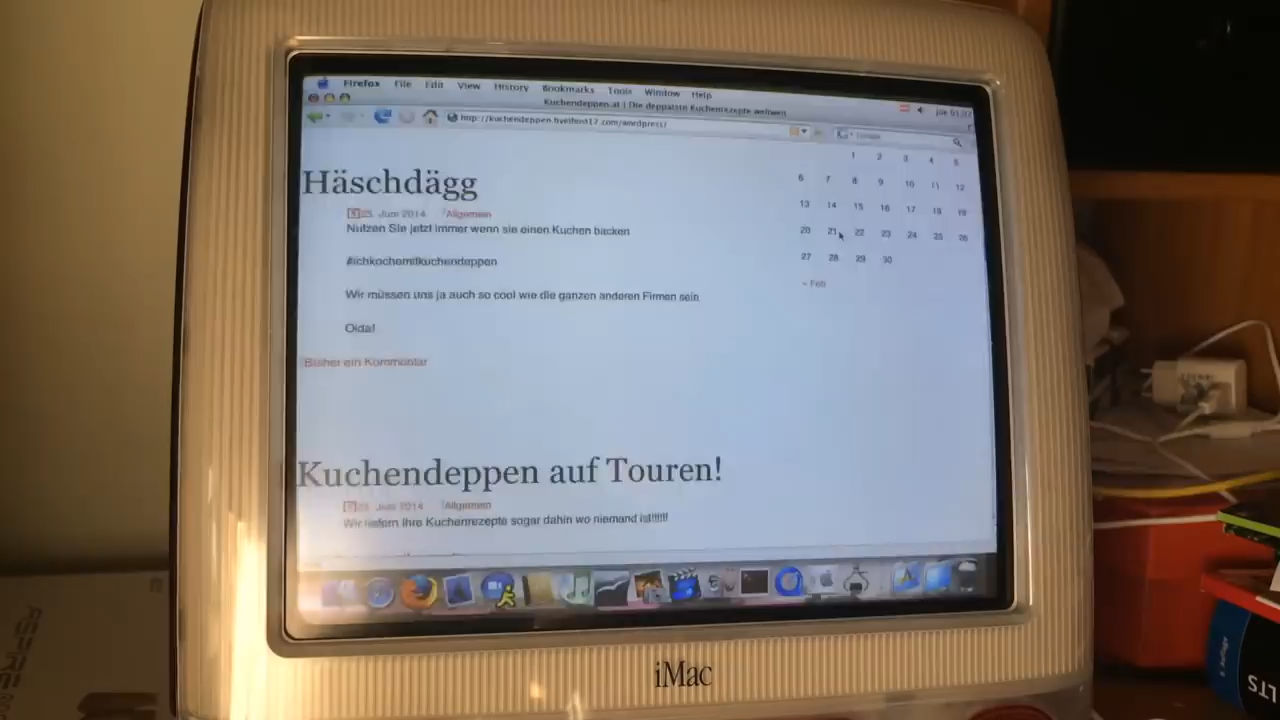 Firefox File Edit View History Bookmarks Tools Window Help
Kuchendeppen.at | Die deppatstn Kuchenrezepte weltweit
Häschdägg
25. Juni 2014 Allgemein
Nutzen Sie jetzt immer wenn sie einen Kuchen backen
#ichkochemitkuchendeppen
Wir müssen uns ja auch so cool wie die ganzen anderen Firmen sein
Oida!
Bisher ein Kommentar
1 2 3 4 5
6 7 8 9 10 11 12
13 14 15 16 17 18 19
20 21 22 23 24 25 26
27 28 29 30
« Feb
Kuchendeppen auf Touren!
Juni 2014 Allgemein
Wir liefern Ihre Kuchenrezepte sogar dahin wo niemand ist!!!!!!
iMac
ASPIRE
LTS